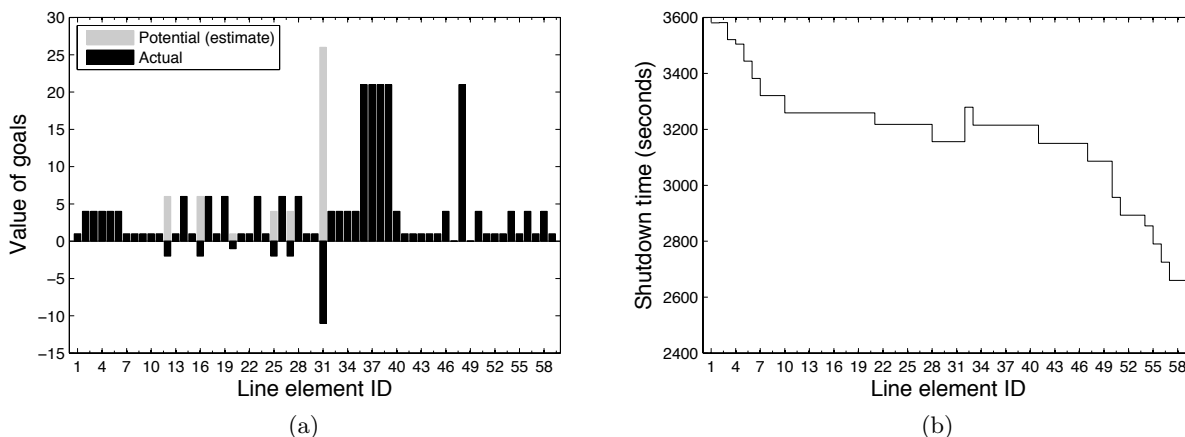 30
25
20
15
10
5
0
−5
−10
−15
Value of goals
Potential (estimate)
Actual
1 4 7 10 13 16 19 22 25 28 31 34 37 40 43 46 49 52 55 58
Line element ID
(a)
3600
3400
3200
3000
2800
2600
2400
Shutdown time (seconds)
1 4 7 10 13 16 19 22 25 28 31 34 37 40 43 46 49 52 55 58
Line element ID
(b)